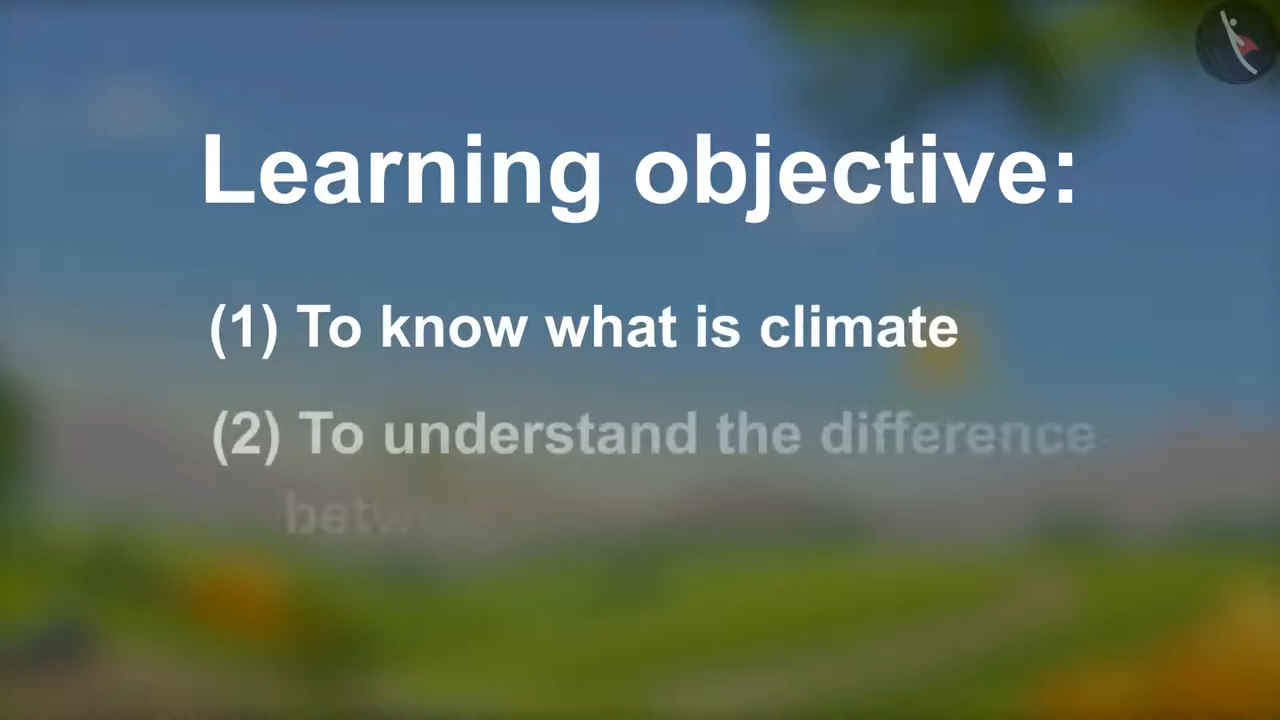 Learning objective:
(1) To know what is climate
(2) To understand the difference